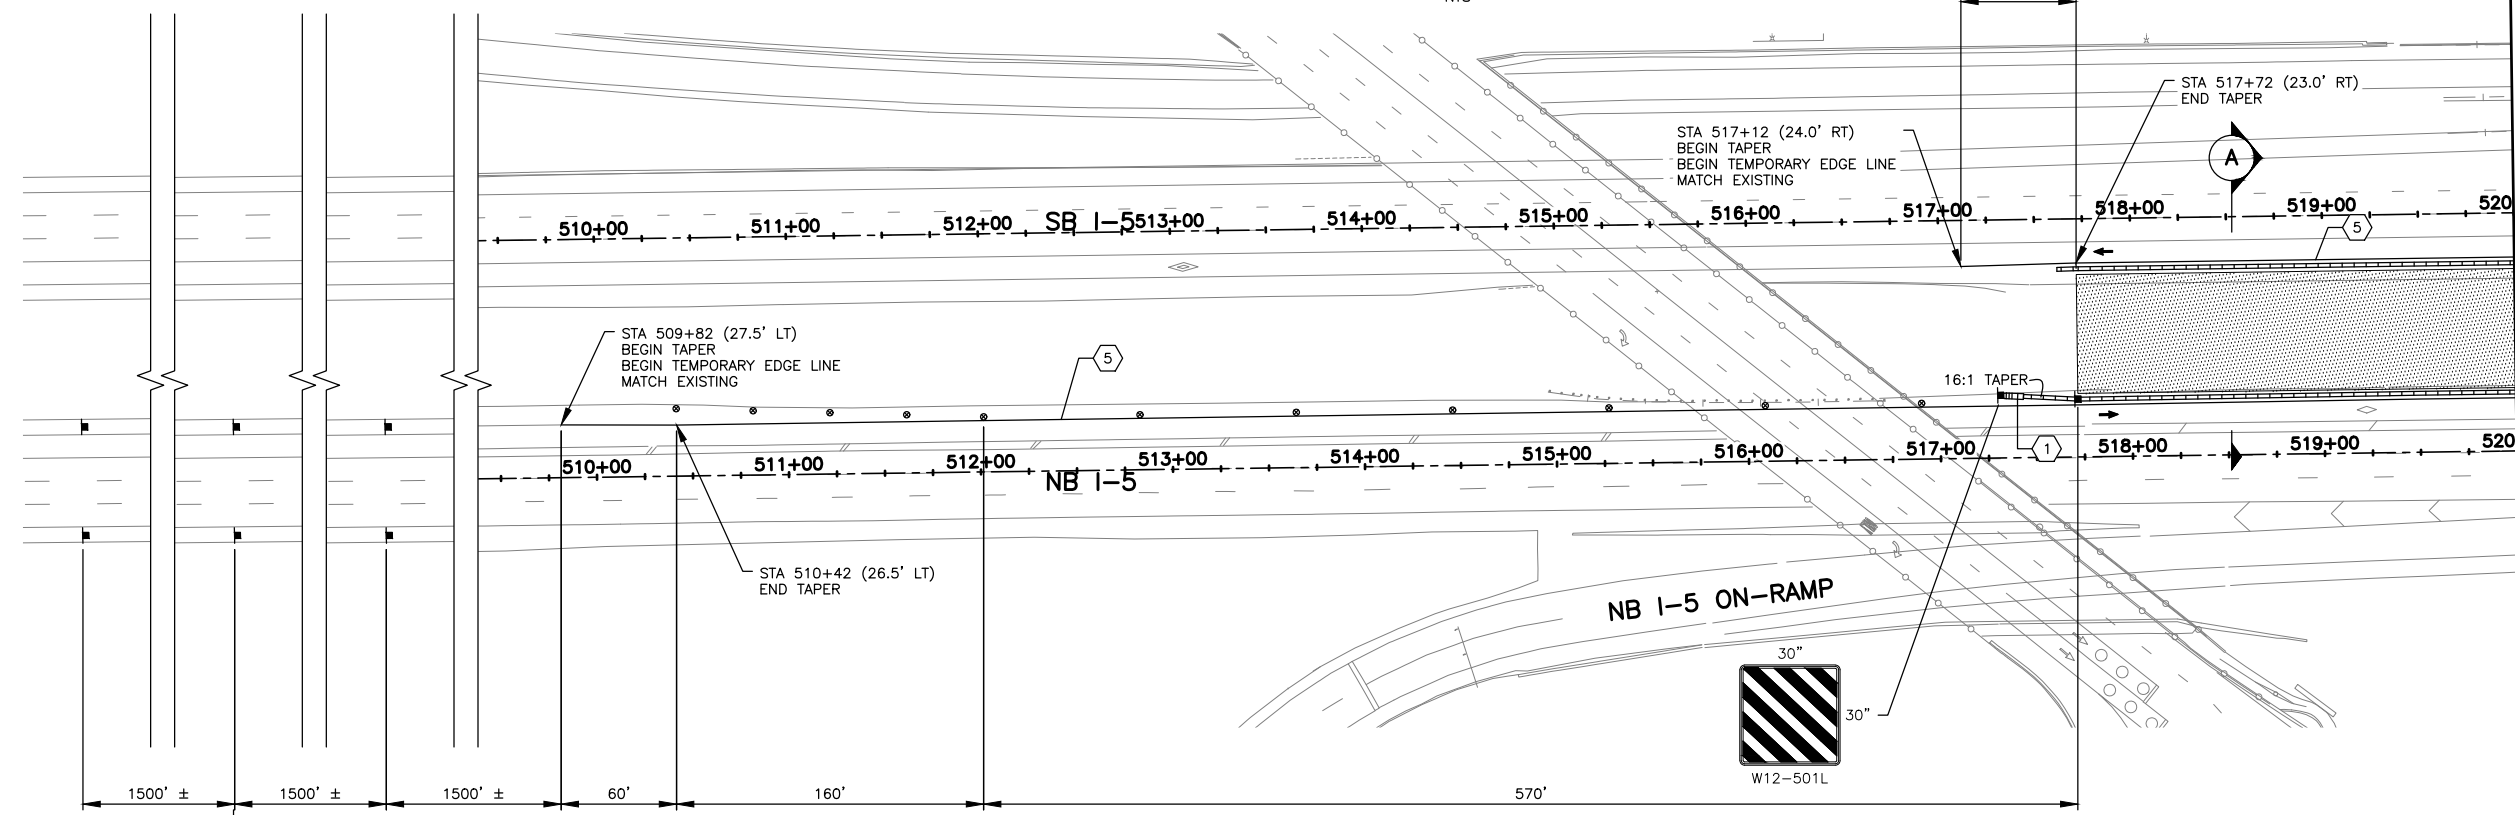 STA 517+72 (23.0' RT)
END TAPER
STA 517+12 (24.0' RT)
BEGIN TAPER
BEGIN TEMPORARY EDGE LINE
MATCH EXISTING
A
510+00 511+00 512+00 SB I-5 513+00 514+00 515+00 516+00 517+00 518+00 519+00 520
5
STA 509+82 (27.5' LT)
BEGIN TAPER
BEGIN TEMPORARY EDGE LINE
MATCH EXISTING
5
16:1 TAPER
510+00 511+00 512+00 513+00 514+00 515+00 516+00 517+00 1 518+00 519+00 520
NB I-5
STA 510+42 (26.5' LT)
END TAPER
NB I-5 ON-RAMP
30"
30"
W12-501L
1500' ± 1500' ± 1500' ± 60' 160' 570'